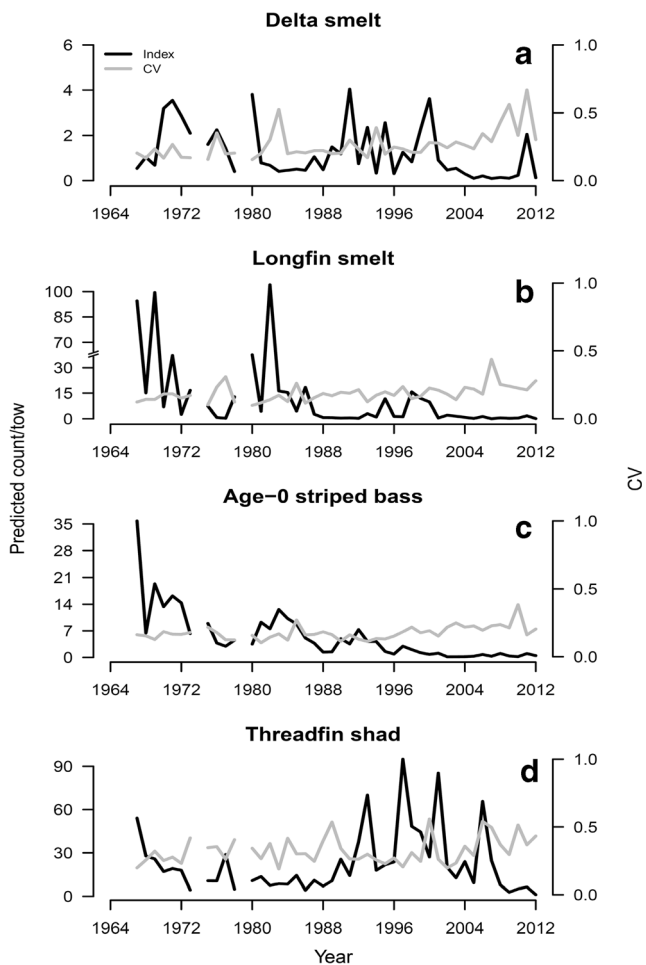 Delta smelt
a
Index
CV
6
4
2
0
1.0
0.5
0.0
1964 1972 1980 1988 1996 2004 2012
Longfin smelt
b
100
85
70
30
15
0
1.0
0.5
0.0
1964 1972 1980 1988 1996 2004 2012
Predicted count/tow
CV
Age−0 striped bass
c
35
28
21
14
7
0
1.0
0.5
0.0
1964 1972 1980 1988 1996 2004 2012
Threadfin shad
d
90
60
30
0
1.0
0.5
0.0
1964 1972 1980 1988 1996 2004 2012
Year